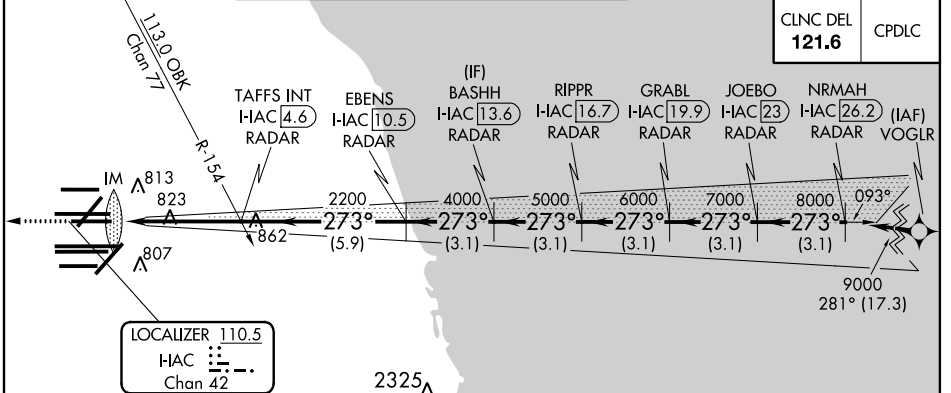 CLNC DEL
121.6
CPDLC
113.0 OBK
Chan 77
R-154
TAFFS INT
I-IAC 4.6
RADAR
EBENS
I-IAC 10.5
RADAR
(IF)
BASHH
I-IAC 13.6
RADAR
RIPPR
I-IAC 16.7
RADAR
GRABL
I-IAC 19.9
RADAR
JOEBO
I-IAC 23
RADAR
NRMAH
I-IAC 26.2
RADAR
(IAF)
VOGLR
IM
813
823
862
807
2200
273°
(5.9)
4000
273°
(3.1)
5000
273°
(3.1)
6000
273°
(3.1)
7000
273°
(3.1)
8000
273°
(3.1)
093°
9000
281° (17.3)
LOCALIZER 110.5
I-IAC
Chan 42
2325